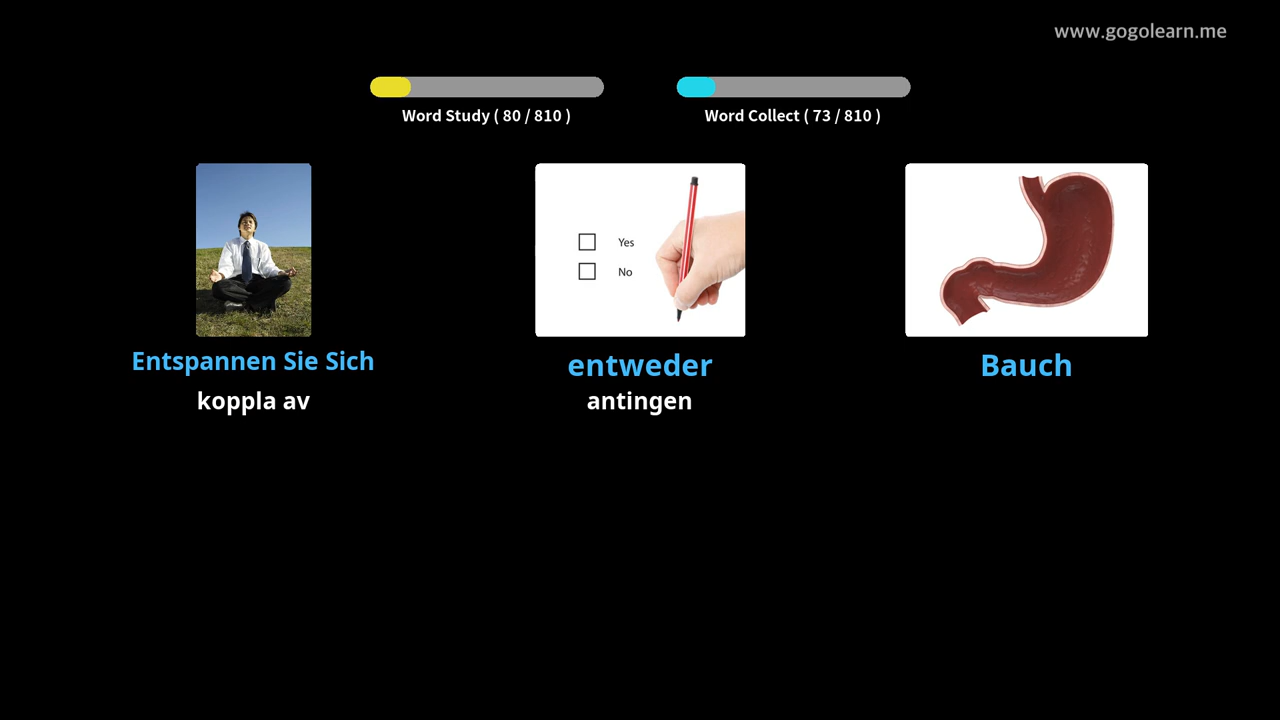 www.gogolearn.me
Word Study ( 80 / 810 )
Word Collect ( 73 / 810 )
Yes
No
Entspannen Sie Sich
koppla av
entweder
antingen
Bauch